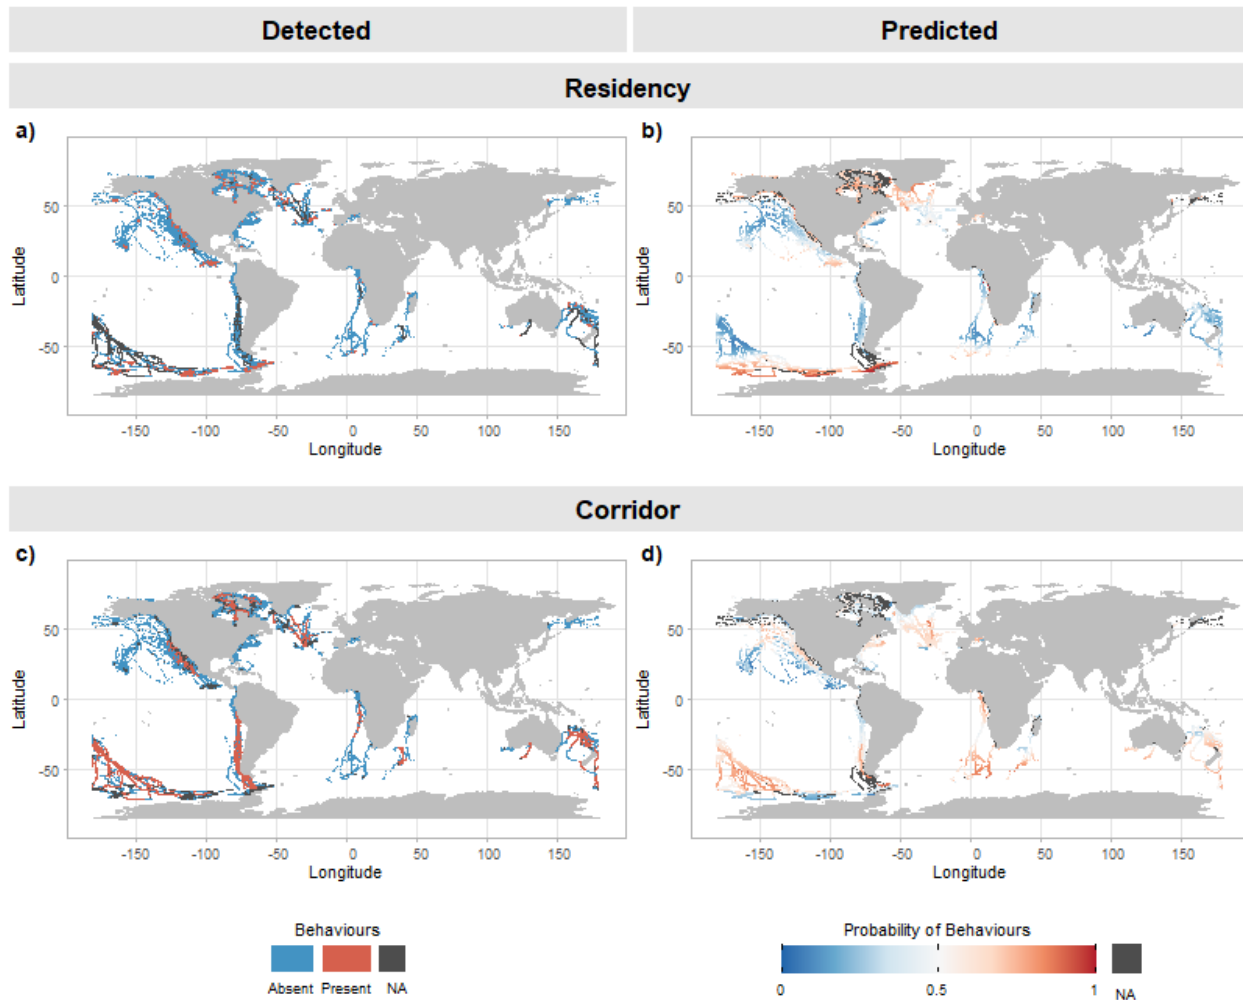 Detected Predicted
Residency
a) b)
50 50
0 0
-50 -50
Latitude Latitude
-150 -100 -50 0 50 100 150 -150 -100 -50 0 50 100 150
Longitude Longitude
Corridor
c) d)
50 50
0 0
-50 -50
Latitude Latitude
-150 -100 -50 0 50 100 150 -150 -100 -50 0 50 100 150
Longitude Longitude
Behaviours Probability of Behaviours
Absent Present NA 0 0.5 1 NA